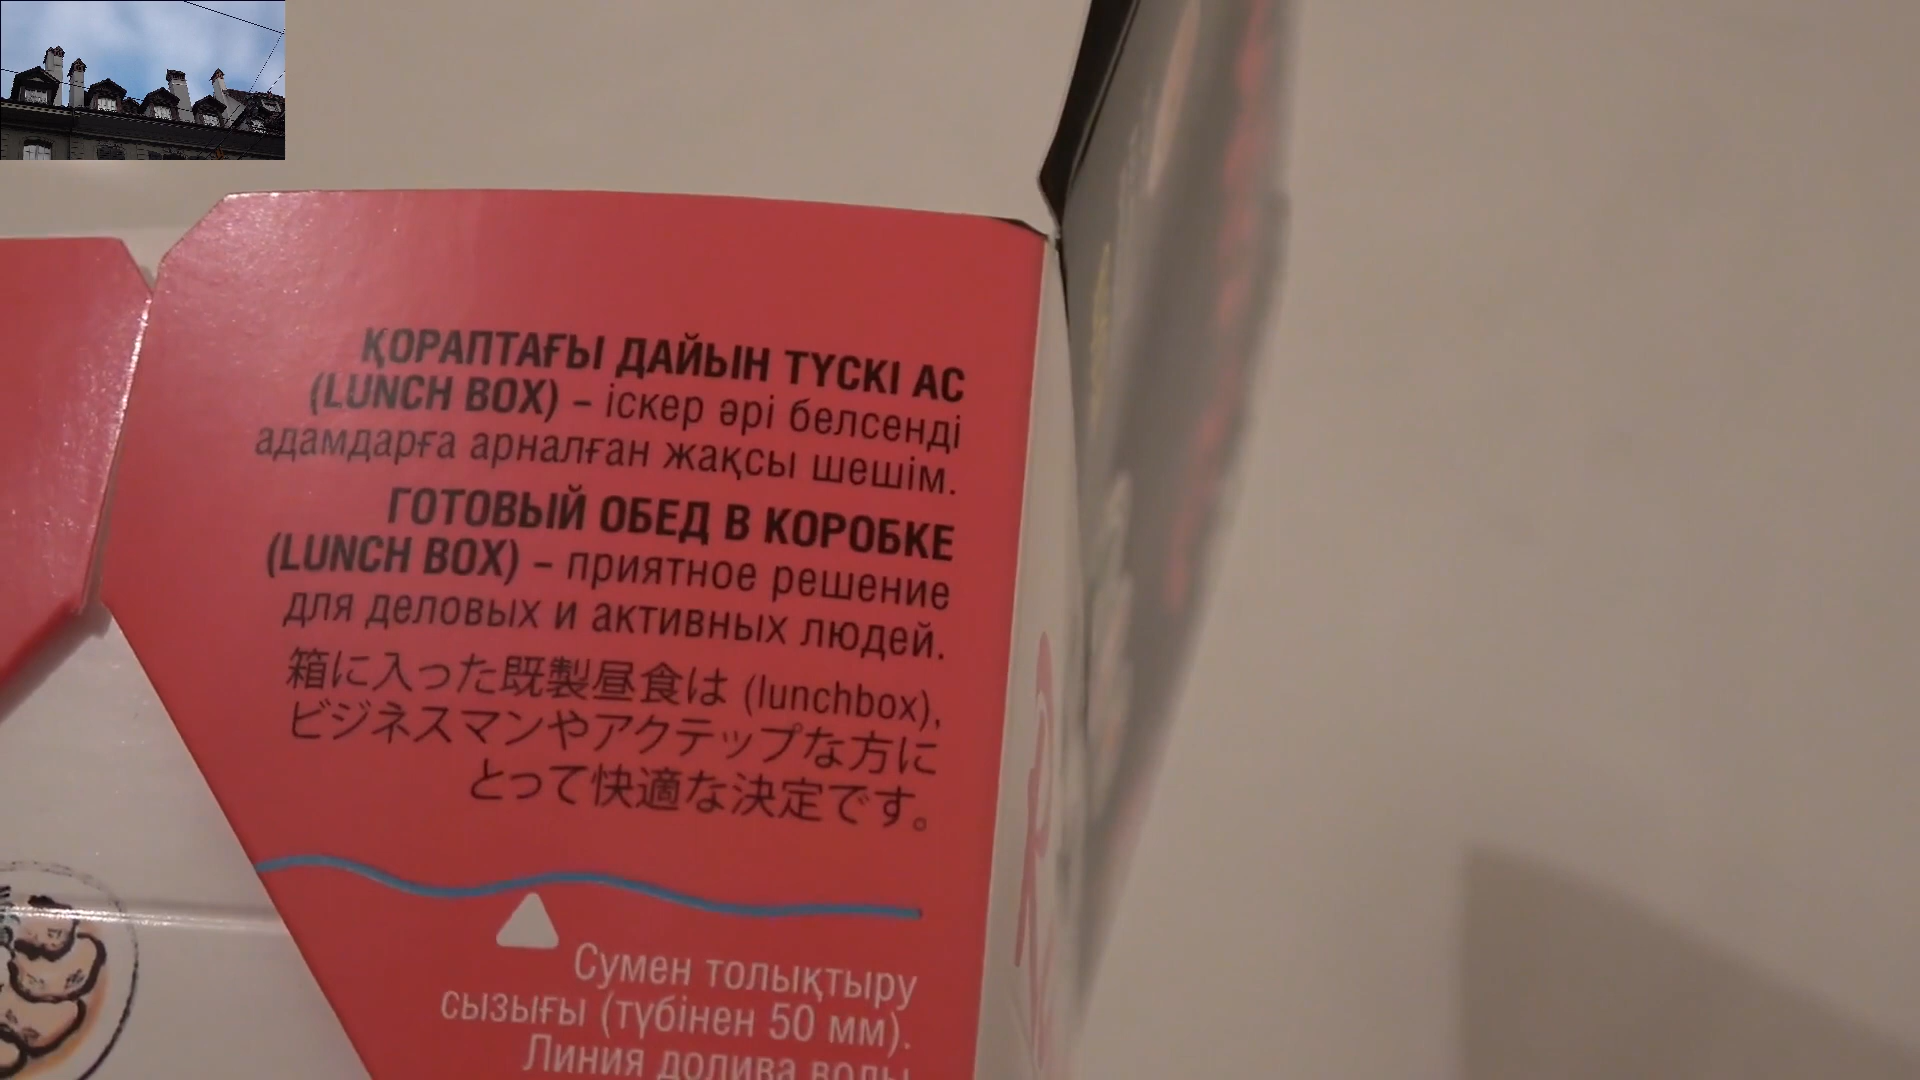 ҚОРАПТАҒЫ ДАЙЫН ТҮСКІ АС
(LUNCH BOX) – іскер әрі белсенді
адамдарға арналған жақсы шешім.
ГОТОВЫЙ ОБЕД В КОРОБКЕ
(LUNCH BOX) – приятное решение
для деловых и активных людей.
箱に入った既製昼食は (lunchbox),
ビジネスマンやアクテップな方に
とって快適な決定です。
Сумен толықтыру
сызығы (түбінен 50 мм).
Линия долива воды